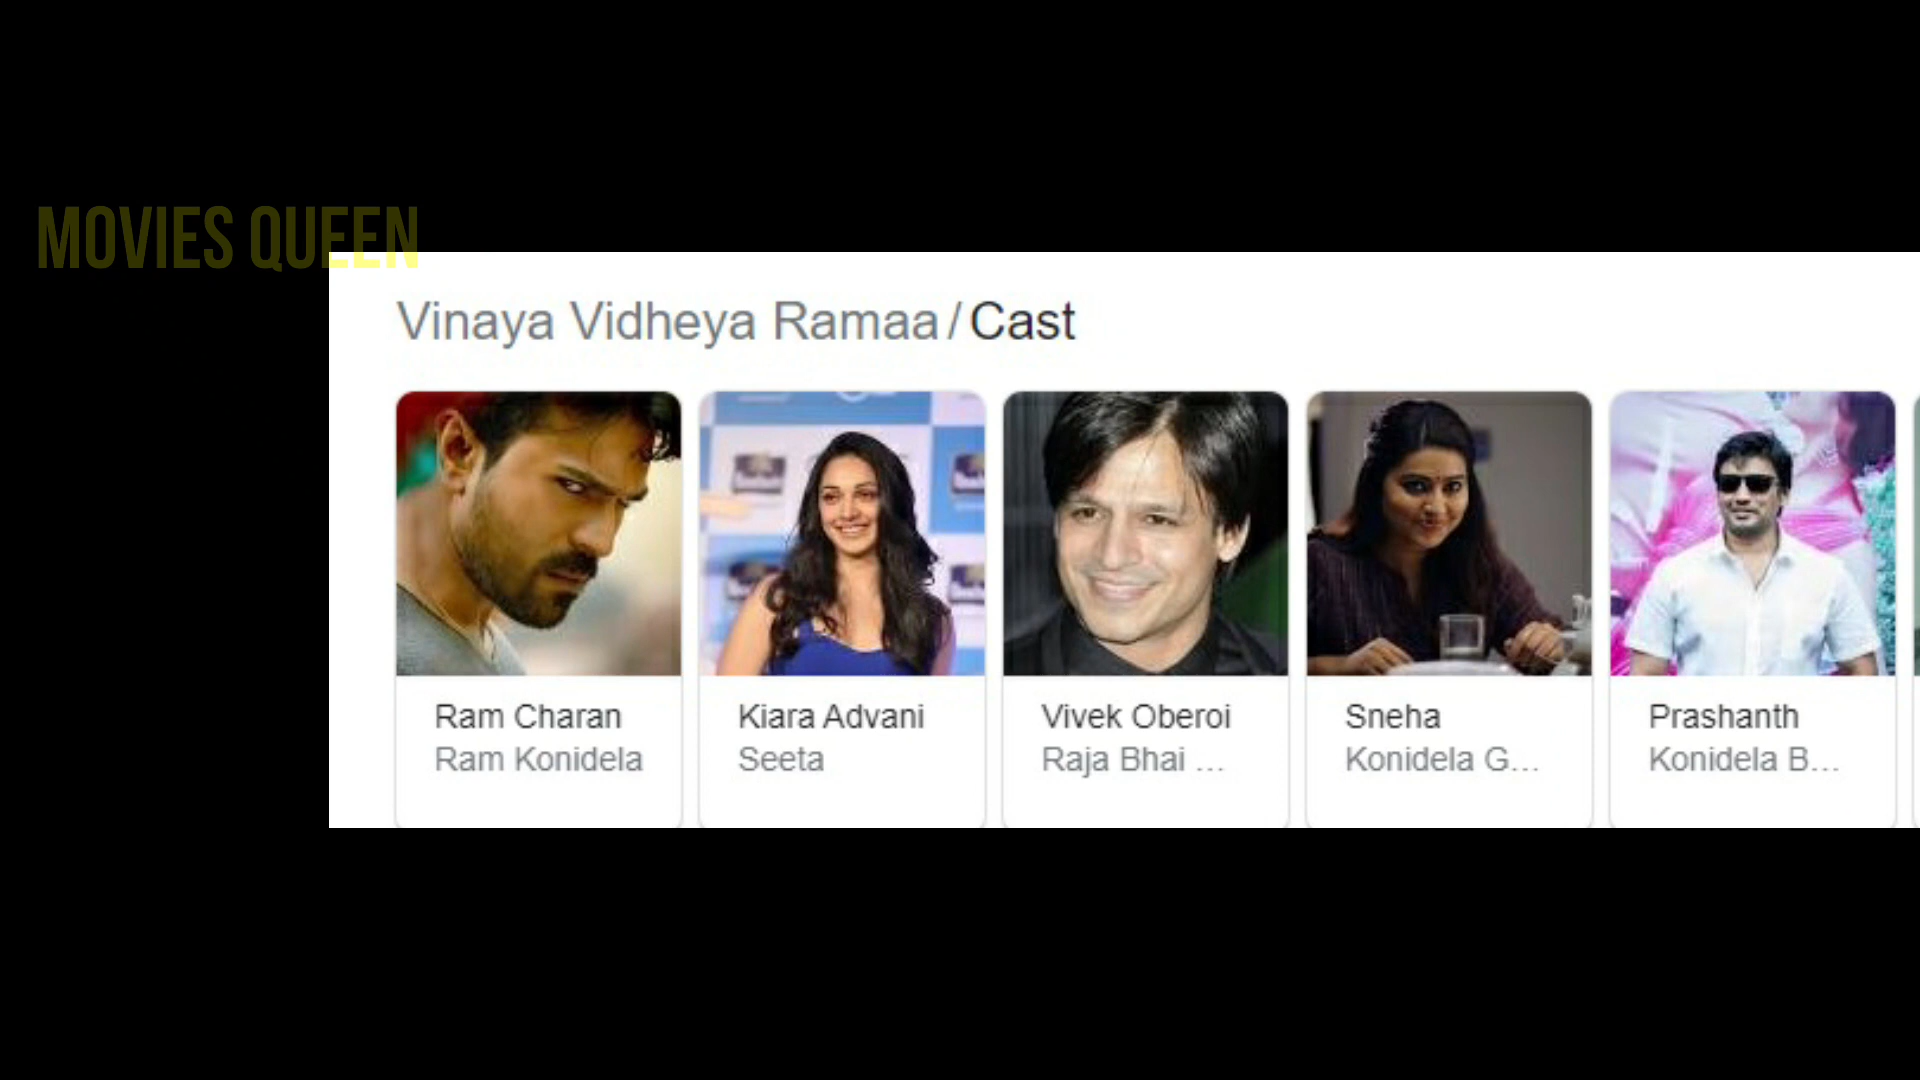 MOVIES QUEEN
Vinaya Vidheya Ramaa/Cast
Ram Charan
Ram Konidela
Kiara Advani
Seeta
Vivek Oberoi
Raja Bhai ...
Sneha
Konidela G...
Prashanth
Konidela B...